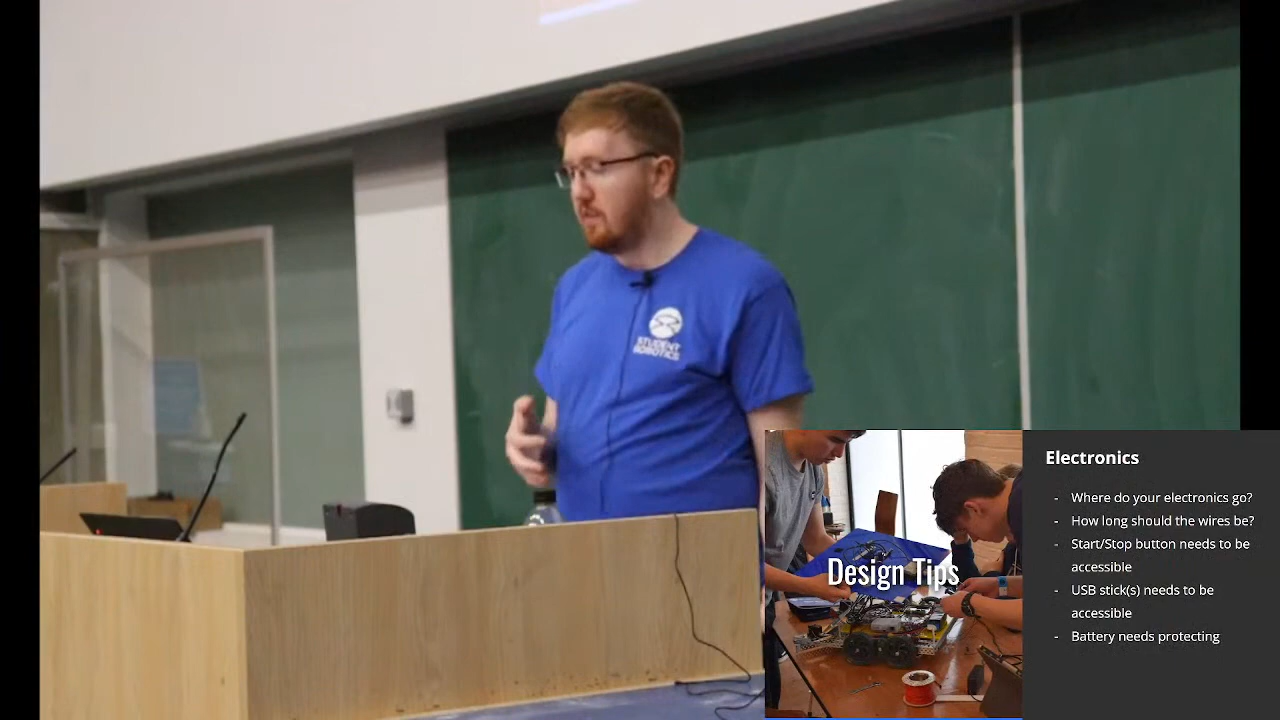 STUDENT
ROBOTICS
Design Tips
Electronics
- Where do your electronics go?
- How long should the wires be?
- Start/Stop button needs to be
accessible
- USB stick(s) needs to be
accessible
- Battery needs protecting